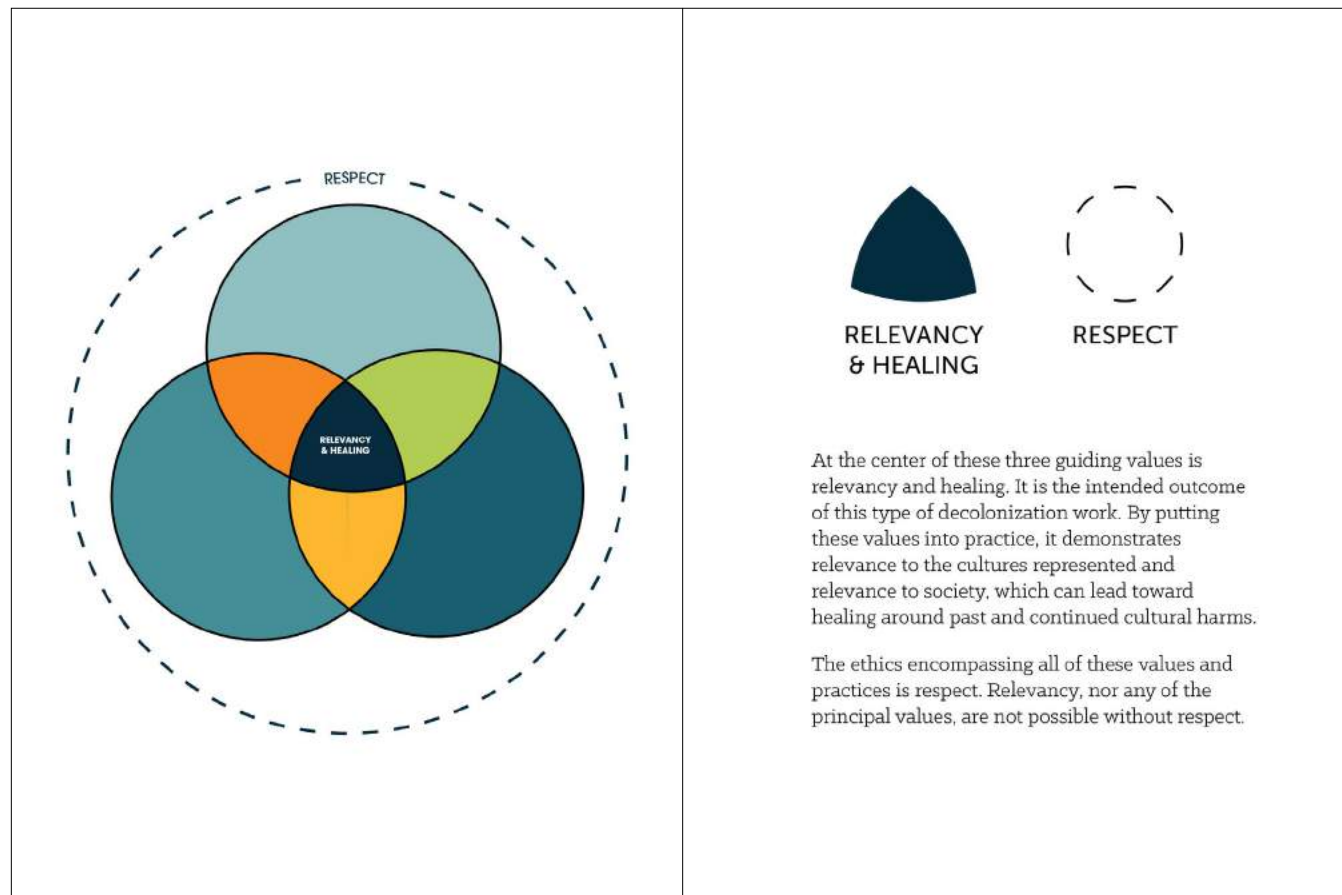 RESPECT
RELEVANCY
& HEALING
RELEVANCY
& HEALING
RESPECT
At the center of these three guiding values is
relevancy and healing. It is the intended outcome
of this type of decolonization work. By putting
these values into practice, it demonstrates
relevance to the cultures represented and
relevance to society, which can lead toward
healing around past and continued cultural harms.
The ethics encompassing all of these values and
practices is respect. Relevancy, nor any of the
principal values, are not possible without respect.